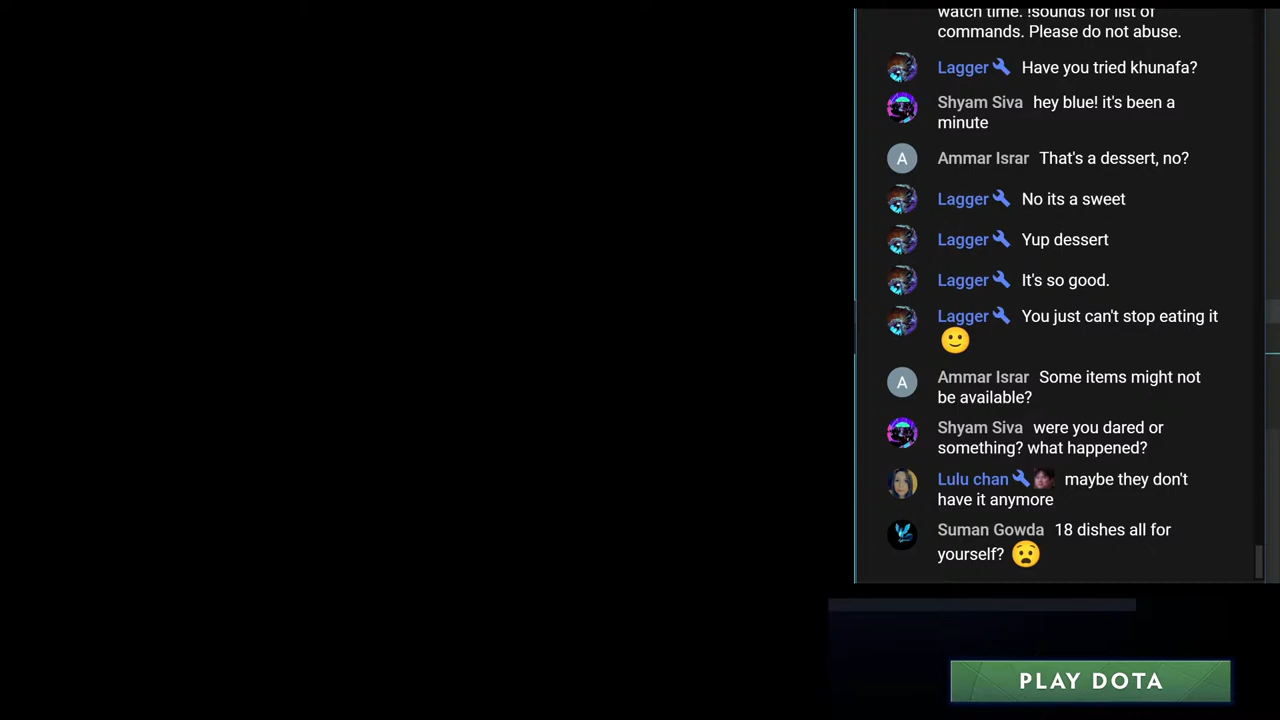 watch time. !sounds for list of
commands. Please do not abuse.
Lagger Have you tried khunafa?
Shyam Siva hey blue! it's been a
minute
A Ammar Israr That's a dessert, no?
Lagger No its a sweet
Lagger Yup dessert
Lagger It's so good.
Lagger You just can't stop eating it
🙂
A Ammar Israr Some items might not
be available?
Shyam Siva were you dared or
something? what happened?
Lulu chan maybe they don't
have it anymore
Suman Gowda 18 dishes all for
yourself? 😧
PLAY DOTA